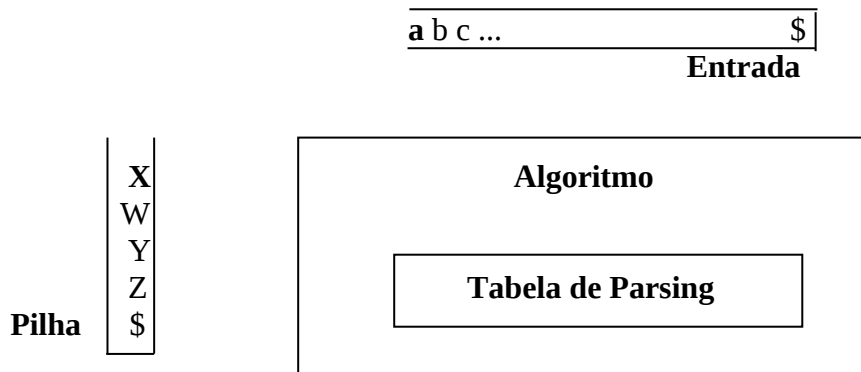 a b c ... $
Entrada
X
W
Y
Z
$
Pilha
Algoritmo
Tabela de Parsing